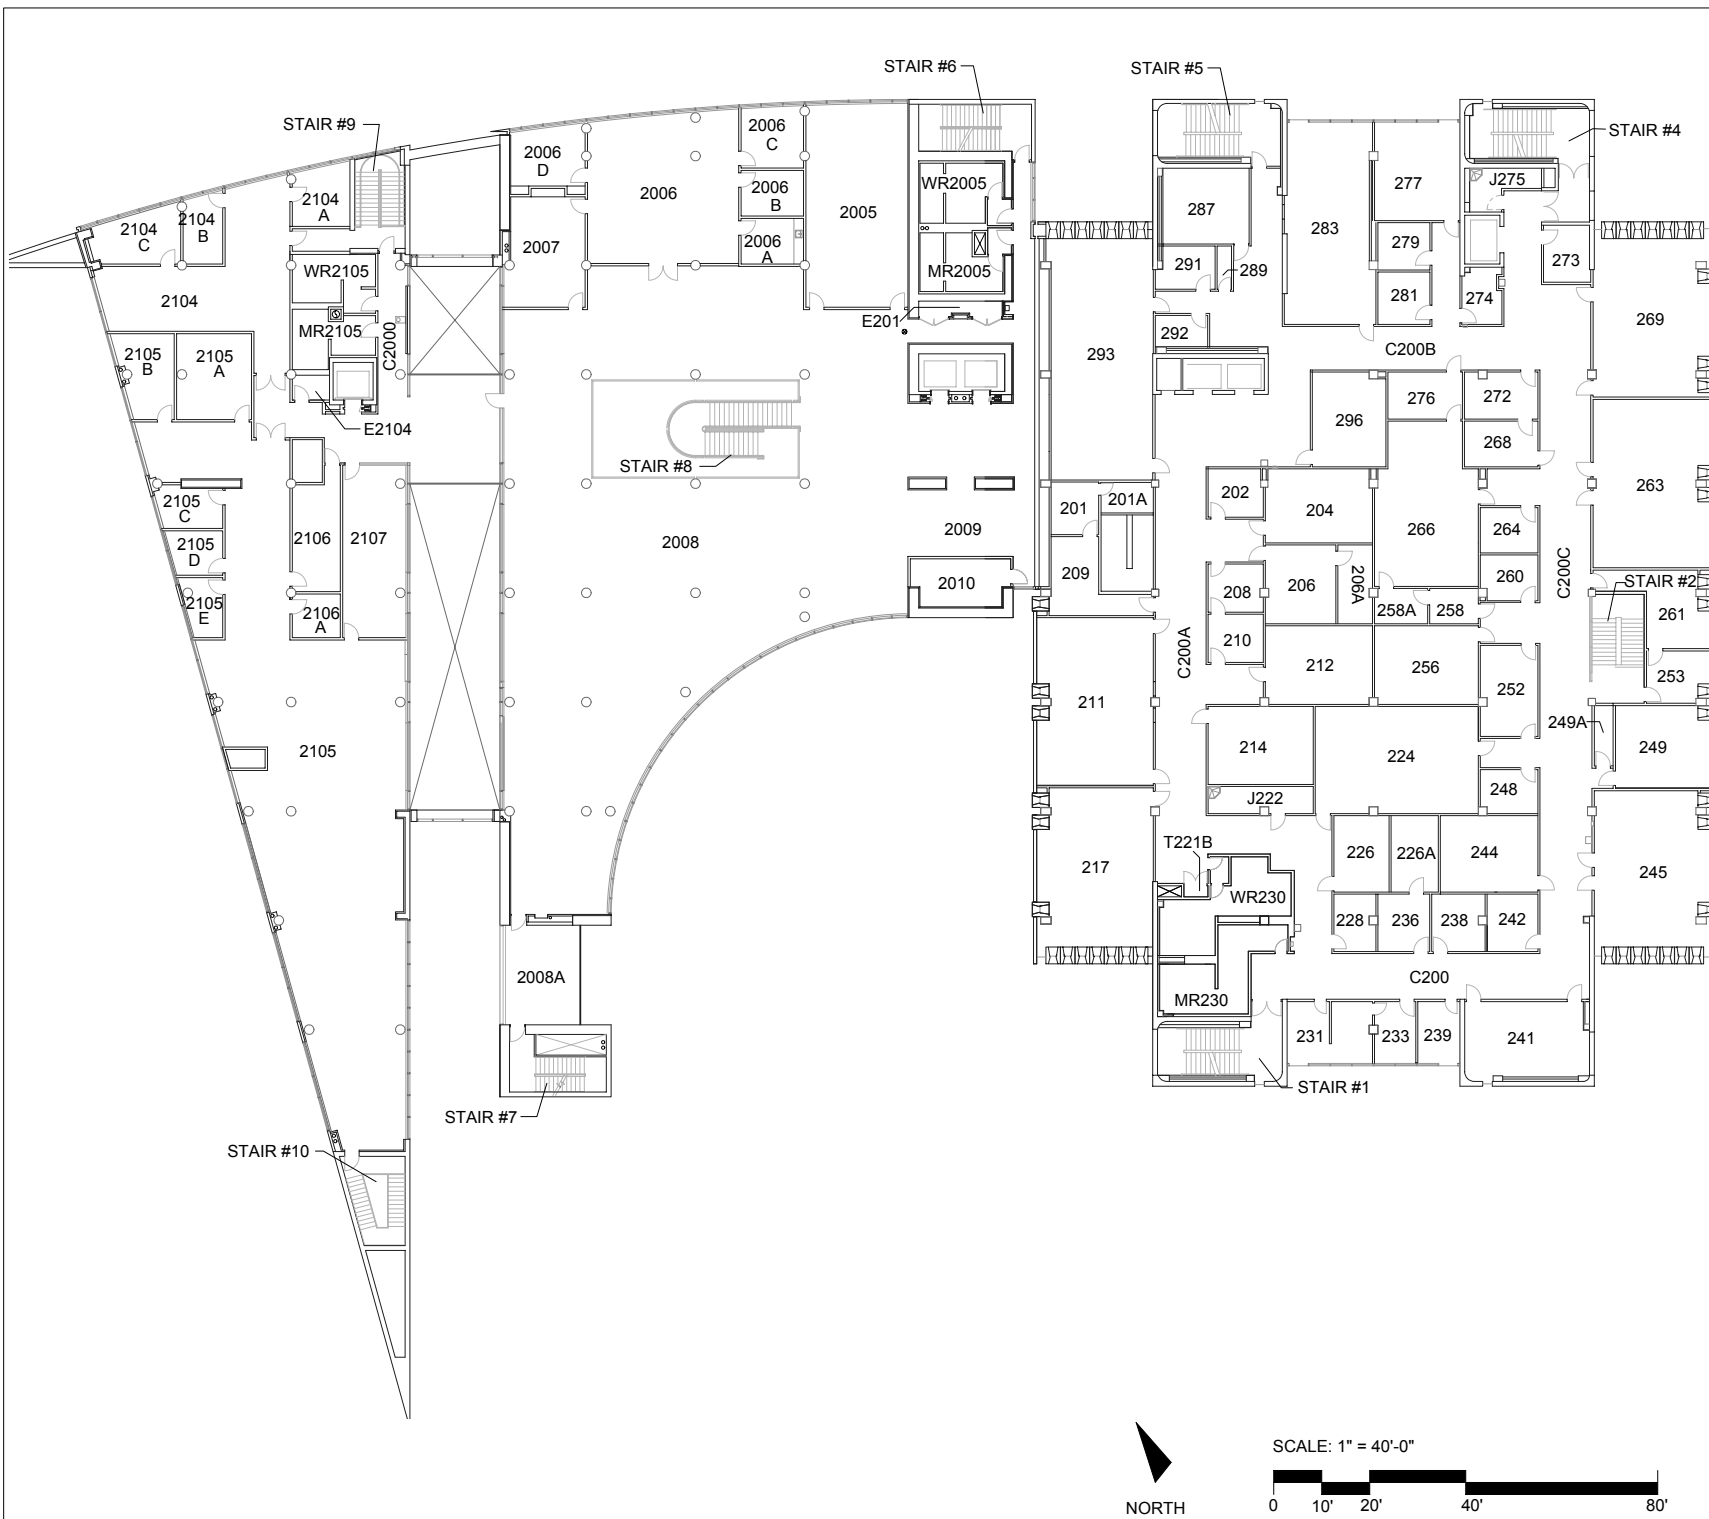 STAIR #6
STAIR #5
STAIR #9
STAIR #4
2006
D
2006
C
2006
2006
B
2006
A
2005
2007
WR2005
MR2005
E201
2104
A
2104
B
2104
C
2104
WR2105
MR2105
C2000
2105
B
2105
A
E2104
2105
C
2105
D
2105
E
2106
2106
A
2107
2105
STAIR #8
2008
2009
2010
2008A
STAIR #7
STAIR #10
287
283
277
J275
279
281
273
274
291
289
292
293
269
C200B
296
276
272
268
263
201
201A
202
204
266
264
260
209
208
206
206A
258A
258
C200C
STAIR #2
261
253
210
C200A
212
256
252
249A
249
211
214
224
248
J222
217
T221B
WR230
226
226A
244
245
228
236
238
242
C200
MR230
231
233
239
241
STAIR #1
NORTH
SCALE: 1" = 40'-0"
0 10' 20' 40' 80'